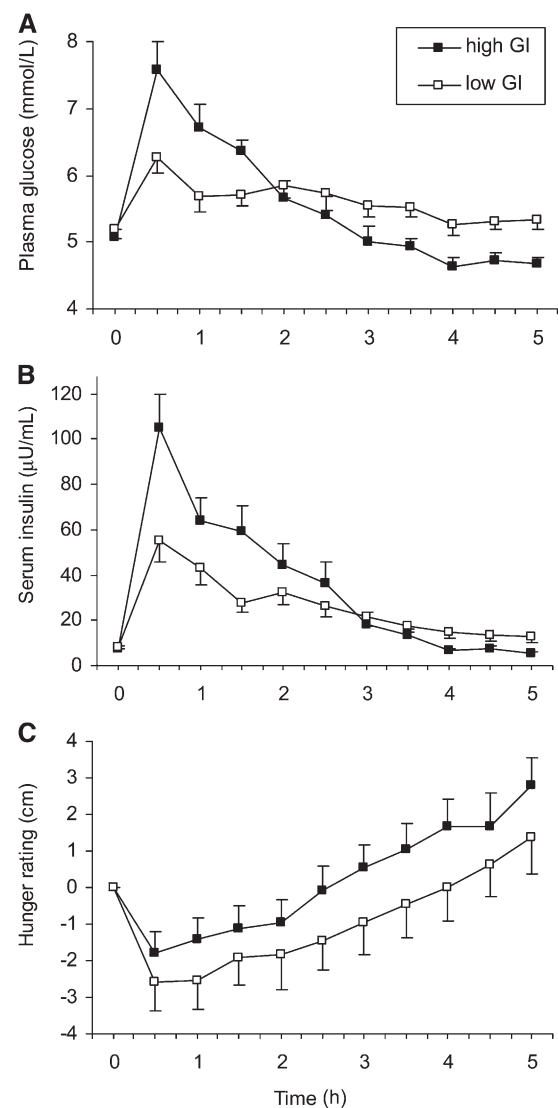 A
high GI
low GI
Plasma glucose (mmol/L)
8
7
6
5
4
0 1 2 3 4 5
B
Serum insulin (μU/mL)
120
100
80
60
40
20
0
0 1 2 3 4 5
C
Hunger rating (cm)
4
3
2
1
0
-1
-2
-3
-4
0 1 2 3 4 5
Time (h)